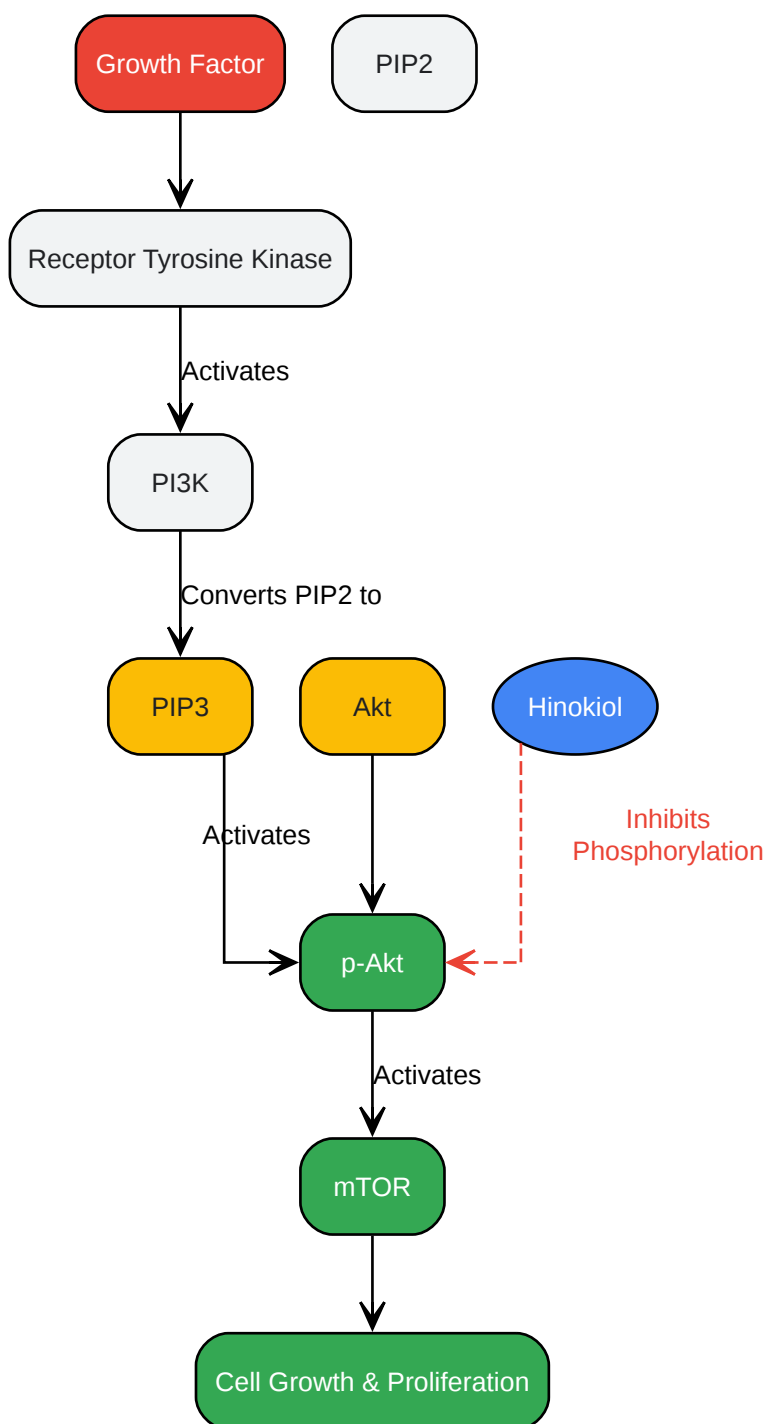 Growth Factor
PIP2
Receptor Tyrosine Kinase
Activates
PI3K
Converts PIP2 to
PIP3
Akt
Hinokiol
Activates
Inhibits
Phosphorylation
p-Akt
Activates
mTOR
Cell Growth & Proliferation